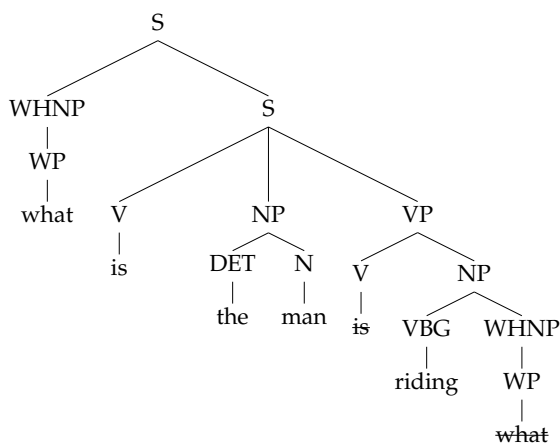 S
WHNP S
WP
what V NP VP
is DET N V NP
the man is VBG WHNP
riding WP
what